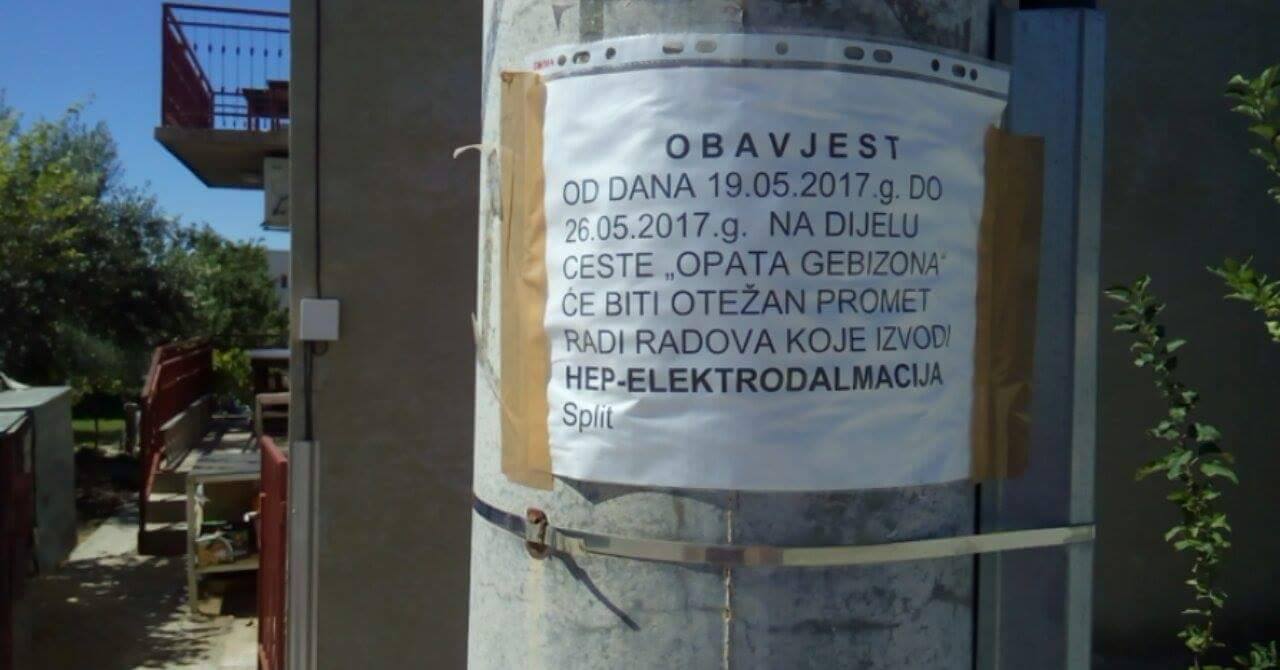 OBAVJEST
OD DANA 19.05.2017.g. DO
26.05.2017.g. NA DIJELU
CESTE „OPATA GEBIZONA“
ĆE BITI OTEŽAN PROMET
RADI RADOVA KOJE IZVODI
HEP-ELEKTRODALMACIJA
Split